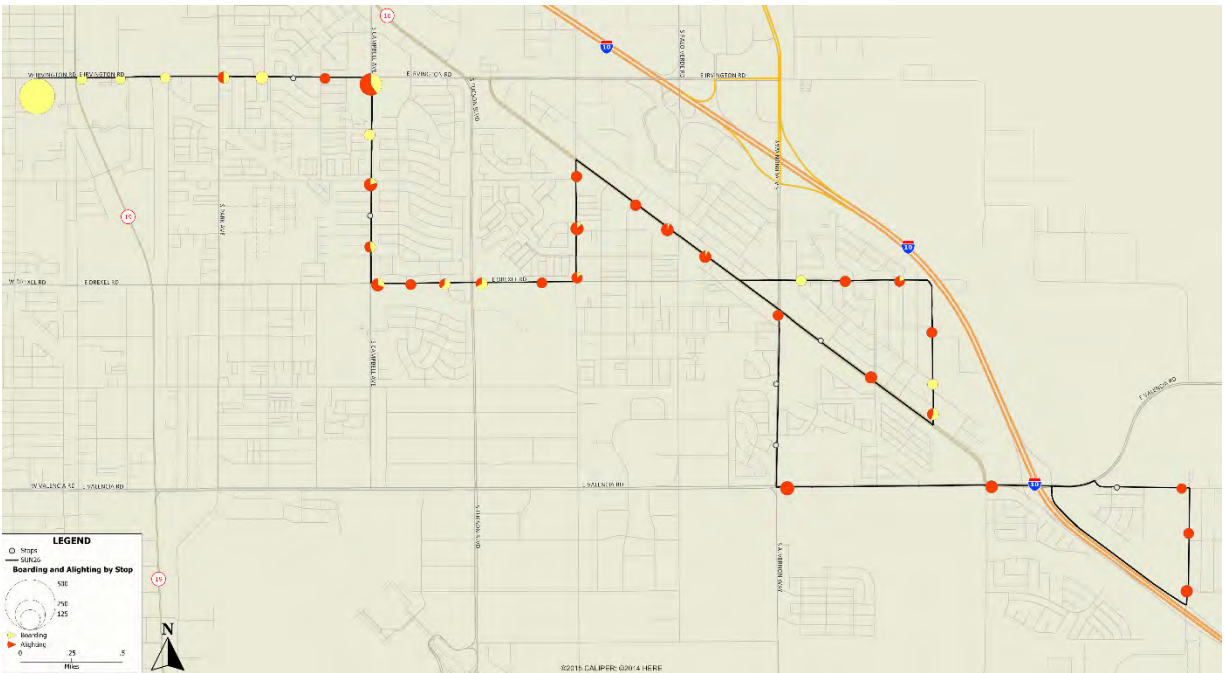 10
S CAMPBELL AVE
10
S PALO VERDE RD
W IRVINGTON RD
E IRVINGTON RD
E IRVINGTON RD
E IRVINGTON RD
S TUCSON BLVD
19
S PARK AVE
10
E DREXEL RD
E DREXEL RD
S CAMPBELL AVE
E VALENCIA RD
W VALENCIA RD
E VALENCIA RD
E VALENCIA RD
10
S TUCSON BLVD
LEGEND
Stops
SUN26
Boarding and Alighting by Stop
500
250
125
Boarding
Alighting
0
.25
.5
Miles
19
N
©2015 CALIPER; ©2014 HERE